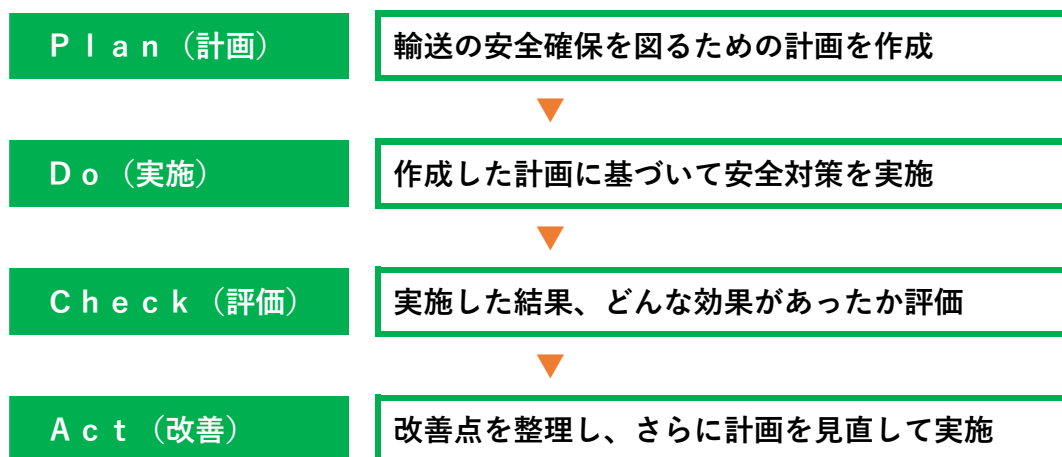 Ｐｌａｎ（計画）
輸送の安全確保を図るための計画を作成
Ｄｏ（実施）
作成した計画に基づいて安全対策を実施
Ｃｈｅｃｋ（評価）
実施した結果、どんな効果があったか評価
Ａｃｔ（改善）
改善点を整理し、さらに計画を見直して実施